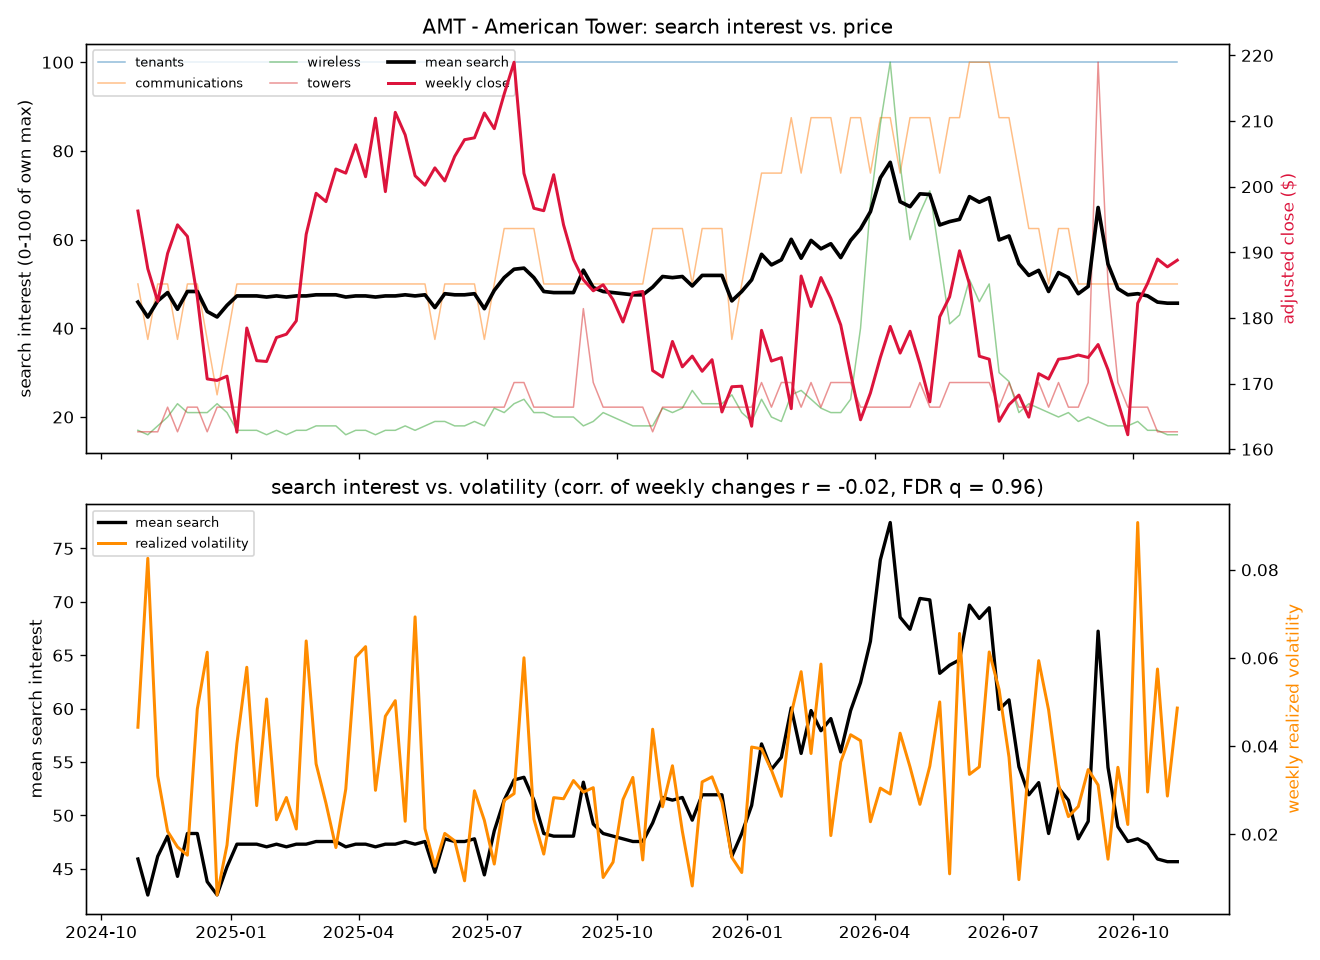 AMT - American Tower: search interest vs. price
tenants
communications
wireless
towers
mean search
weekly close
100
80
60
40
20
search interest (0-100 of own max)
220
210
200
190
180
170
160
adjusted close ($)
search interest vs. volatility (corr. of weekly changes r = -0.02, FDR q = 0.96)
mean search
realized volatility
75
70
65
60
55
50
45
mean search interest
0.08
0.06
0.04
0.02
weekly realized volatility
2024-10 2025-01 2025-04 2025-07 2025-10 2026-01 2026-04 2026-07 2026-10